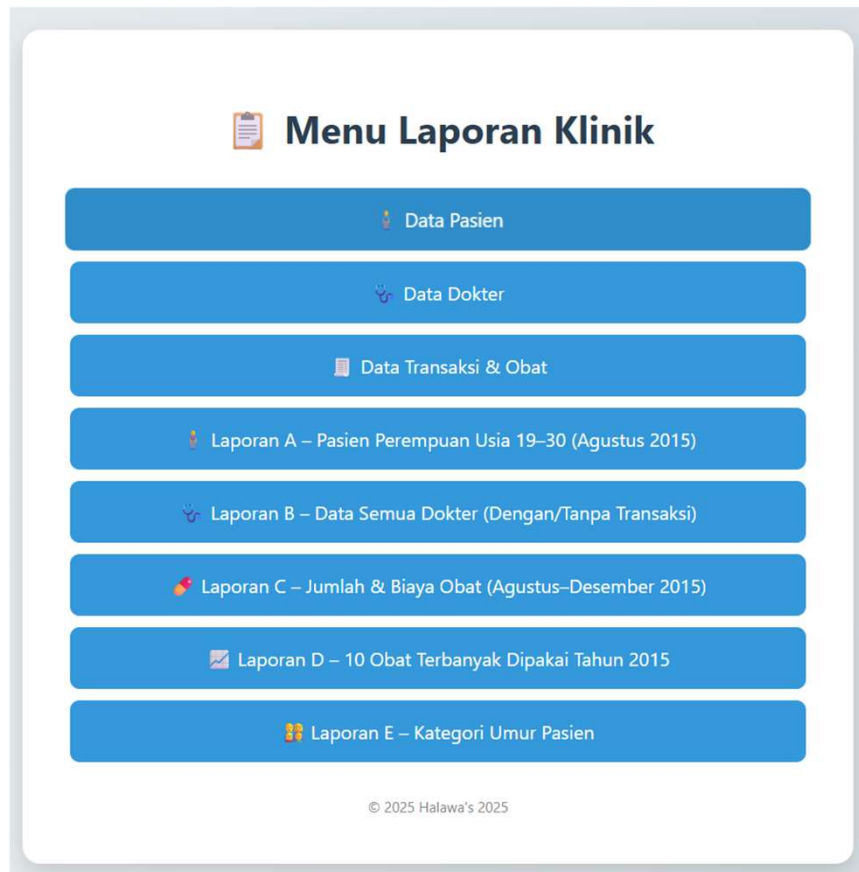 Menu Laporan Klinik
Data Pasien
Data Dokter
Data Transaksi & Obat
Laporan A – Pasien Perempuan Usia 19–30 (Agustus 2015)
Laporan B – Data Semua Dokter (Dengan/Tanpa Transaksi)
Laporan C – Jumlah & Biaya Obat (Agustus–Desember 2015)
Laporan D – 10 Obat Terbanyak Dipakai Tahun 2015
Laporan E – Kategori Umur Pasien
© 2025 Halawa's 2025